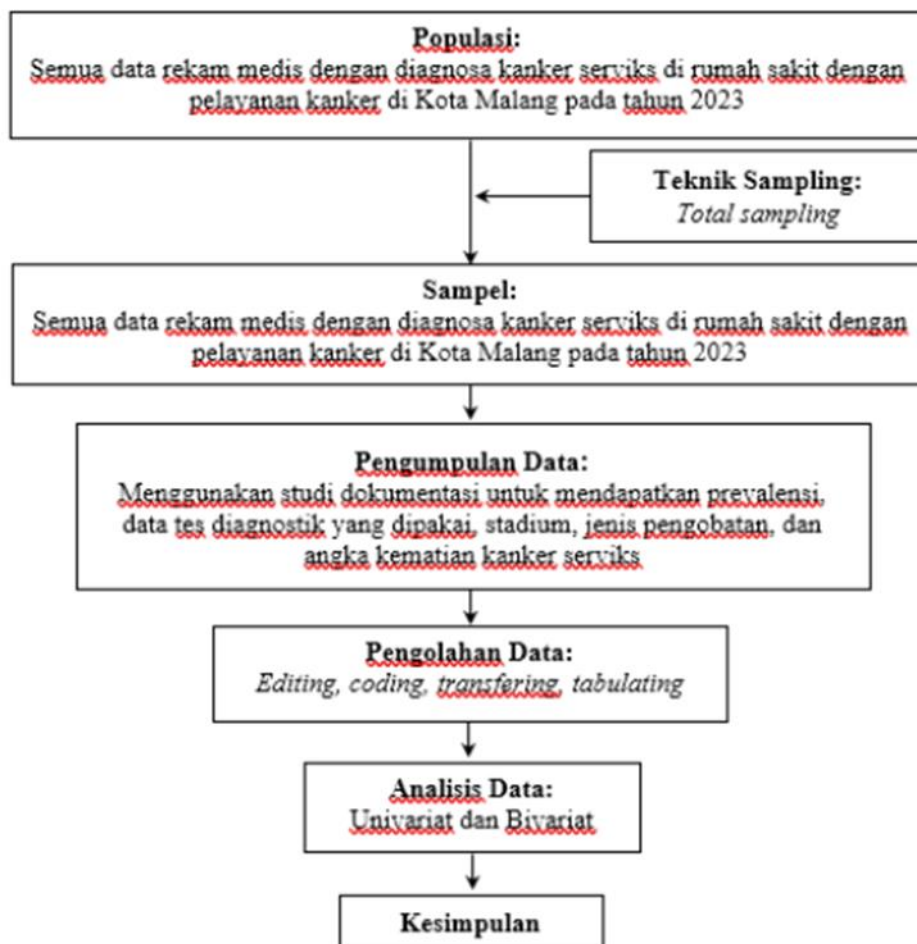 Populasi:
Semua data rekam medis dengan diagnosa kanker serviks di rumah sakit dengan
pelayanan kanker di Kota Malang pada tahun 2023
Teknik Sampling:
Total sampling
Sampel:
Semua data rekam medis dengan diagnosa kanker serviks di rumah sakit dengan
pelayanan kanker di Kota Malang pada tahun 2023
Pengumpulan Data:
Menggunakan studi dokumentasi untuk mendapatkan prevalensi,
data tes diagnostik yang dipakai, stadium, jenis pengobatan, dan
angka kematian kanker serviks
Pengolahan Data:
Editing, coding, transfering, tabulating
Analisis Data:
Univariat dan Bivariat
Kesimpulan